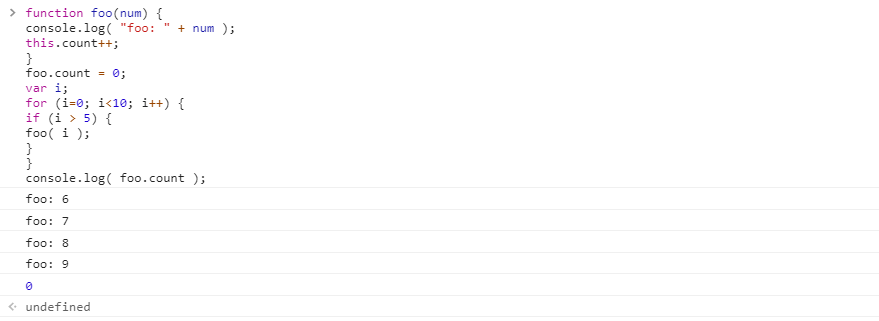 > function foo(num) {
console.log( "foo: " + num );
this.count++;
}
foo.count = 0;
var i;
for (i=0; i<10; i++) {
if (i > 5) {
foo( i );
}
}
console.log( foo.count );
foo: 6
foo: 7
foo: 8
foo: 9
0
undefined